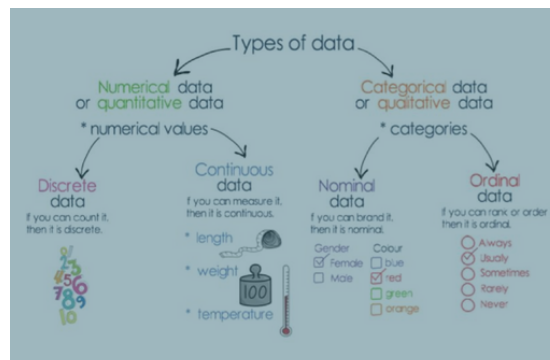 Types of data
Numerical data
or quantitative data
* numerical values
Categorical data
or qualitative data
* categories
Discrete
data
if you can count it,
then it is discrete.
Continuous
data
if you can measure it,
then it is continuous.
* length
* weight
100
* temperature
Nominal
data
if you can brand it,
then it is nominal.
Gender
Female
Male
Colour
blue
red
green
orange
Ordinal
data
if you can rank or order
then it is ordinal.
Always
Usually
Sometimes
Rarely
Never